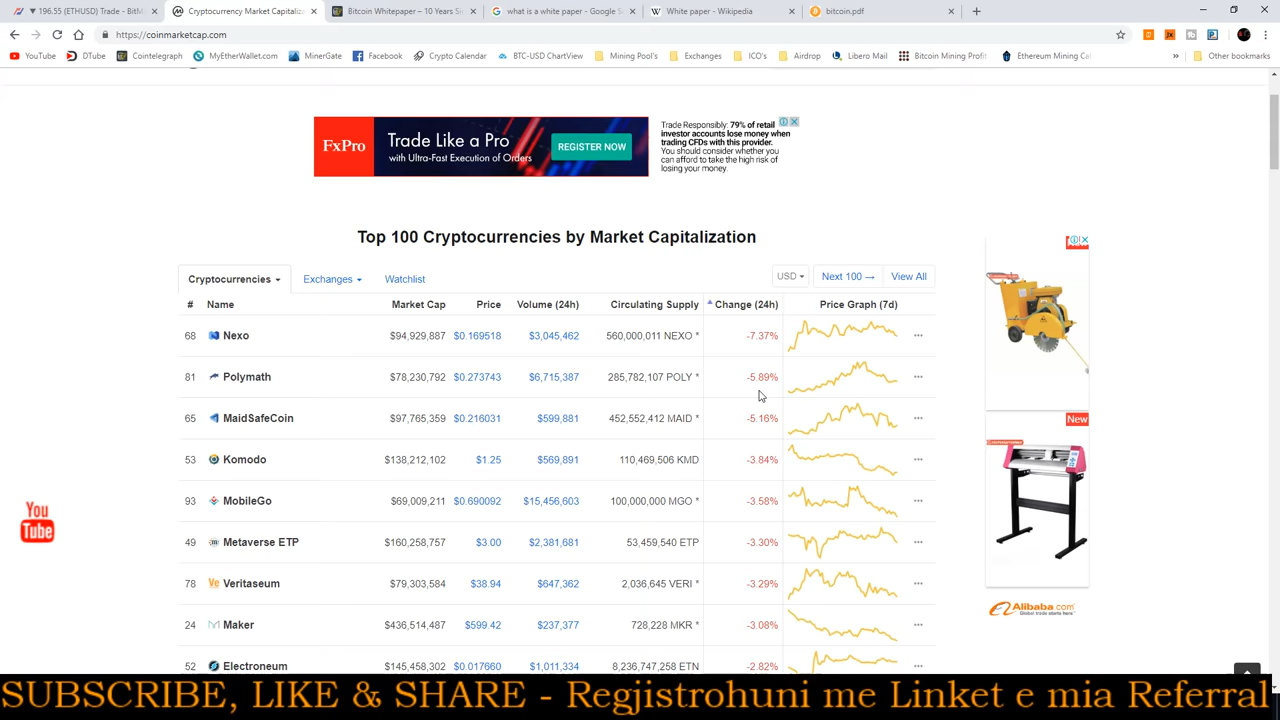 196.55 (ETHUSD) Trade - BitM
Cryptocurrency Market Capitaliz
Bitcoin Whitepaper – 10 Years S
what is a white paper - Google S
White paper - Wikipedia
bitcoin.pdf
https://coinmarketcap.com
YouTube
DTube
Cointelegraph
MyEtherWallet.com
MinerGate
Facebook
Crypto Calendar
BTC-USD ChartView
Mining Pool's
Exchanges
ICO's
Airdrop
Libero Mail
Bitcoin Mining Profit
Ethereum Mining Ca
»
Other bookmarks
FxPro
Trade Like a Pro
with Ultra-Fast Execution of Orders
REGISTER NOW
Trade Responsibly: 79% of retail
investor accounts lose money when
trading CFDs with this provider.
You should consider whether you
can afford to take the high risk of
losing your money.
Top 100 Cryptocurrencies by Market Capitalization
Cryptocurrencies
Exchanges
Watchlist
USD
Next 100 →
View All
# Name Market Cap Price Volume (24h) Circulating Supply Change (24h) Price Graph (7d)
68 Nexo $94,929,887 $0.169518 $3,045,462 560,000,011 NEXO * -7.37%
81 Polymath $78,230,792 $0.273743 $6,715,387 285,782,107 POLY * -5.89%
65 MaidSafeCoin $97,765,359 $0.216031 $599,881 452,552,412 MAID * -5.16%
53 Komodo $138,212,102 $1.25 $569,891 110,469,506 KMD -3.84%
93 MobileGo $69,009,211 $0.690092 $15,456,603 100,000,000 MGO * -3.58%
49 Metaverse ETP $160,258,757 $3.00 $2,381,681 53,459,540 ETP -3.30%
78 Veritaseum $79,303,584 $38.94 $647,362 2,036,645 VERI * -3.29%
24 Maker $436,514,487 $599.42 $237,377 728,228 MKR * -3.08%
52 Electroneum $145,458,302 $0.017660 $1,011,334 8,236,747,258 ETN -2.82%
New
Alibaba.com
Global trade starts here™
You
Tube
SUBSCRIBE, LIKE & SHARE - Regjistrohuni me Linket e mia Referral